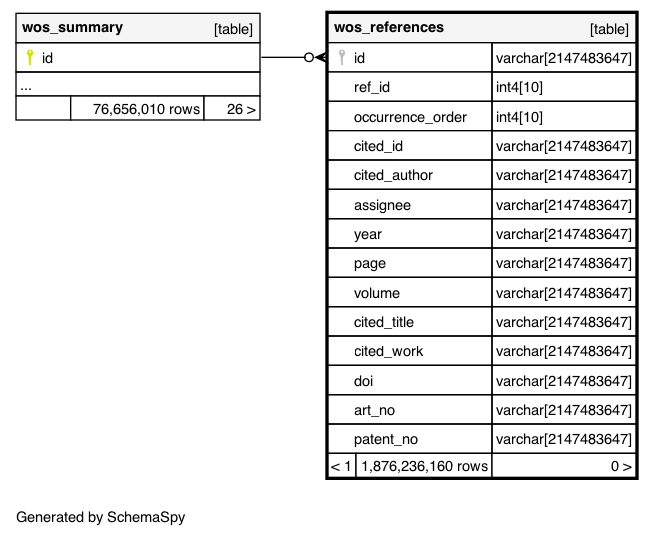 wos_summary [table]
id
...
76,656,010 rows 26 >
wos_references [table]
id varchar[2147483647]
ref_id int4[10]
occurrence_order int4[10]
cited_id varchar[2147483647]
cited_author varchar[2147483647]
assignee varchar[2147483647]
year varchar[2147483647]
page varchar[2147483647]
volume varchar[2147483647]
cited_title varchar[2147483647]
cited_work varchar[2147483647]
doi varchar[2147483647]
art_no varchar[2147483647]
patent_no varchar[2147483647]
< 1 1,876,236,160 rows 0 >
Generated by SchemaSpy